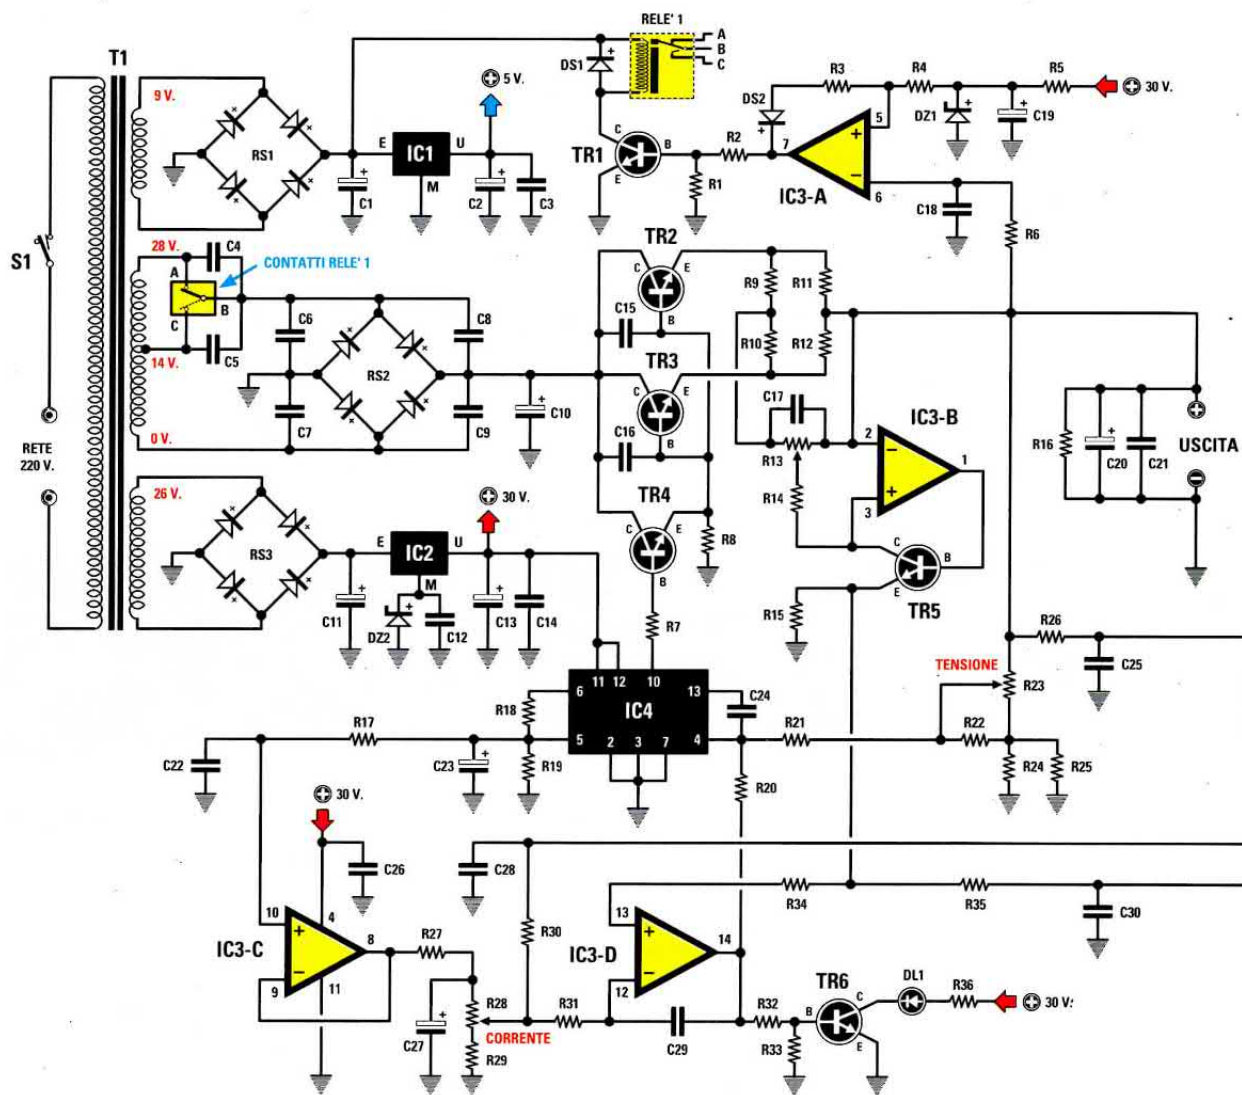 RELE' 1
A
B
C
T1
9 V.
RS1
5 V.
DS1
E
IC1
U
M
C1
C2
C3
TR1
C
B
E
R2
R1
DS2
7
R3
R4
R5
30 V.
5
+
−
6
IC3-A
DZ1
C19
C18
R6
S1
28 V.
C4
A
B
C
CONTATTI RELE' 1
C5
14 V.
0 V.
C6
C7
RS2
C8
C9
C10
TR2
C
E
B
C15
TR3
C
E
B
C16
R9
R10
R11
R12
C17
R13
R14
IC3-B
2
−
+
3
1
R16
C20
C21
USCITA
RETE
220 V.
26 V.
RS3
30 V.
E
IC2
U
M
C11
DZ2
C12
C13
C14
TR4
C
E
B
R8
R7
R15
C
B
E
TR5
R26
C25
TENSIONE
R23
6
11
12
10
13
IC4
5
2
3
7
4
R18
R19
C24
R17
C22
C23
R21
R22
R24
R25
R20
30 V.
C26
C28
R34
R35
C30
10
+
4
IC3-C
8
−
9
11
R27
R28
C27
R29
CORRENTE
R30
R31
13
+
IC3-D
14
−
12
C29
R32
R33
TR6
B
C
E
DL1
R36
30 V.